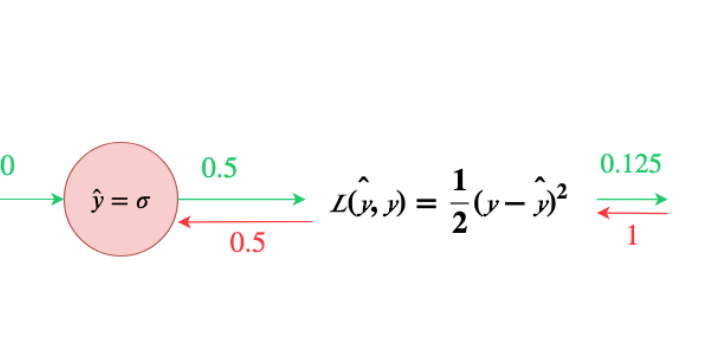 0
ŷ = σ
0.5
0.5
L(ŷ, y) = 1/2 (y − ŷ)²
0.125
1